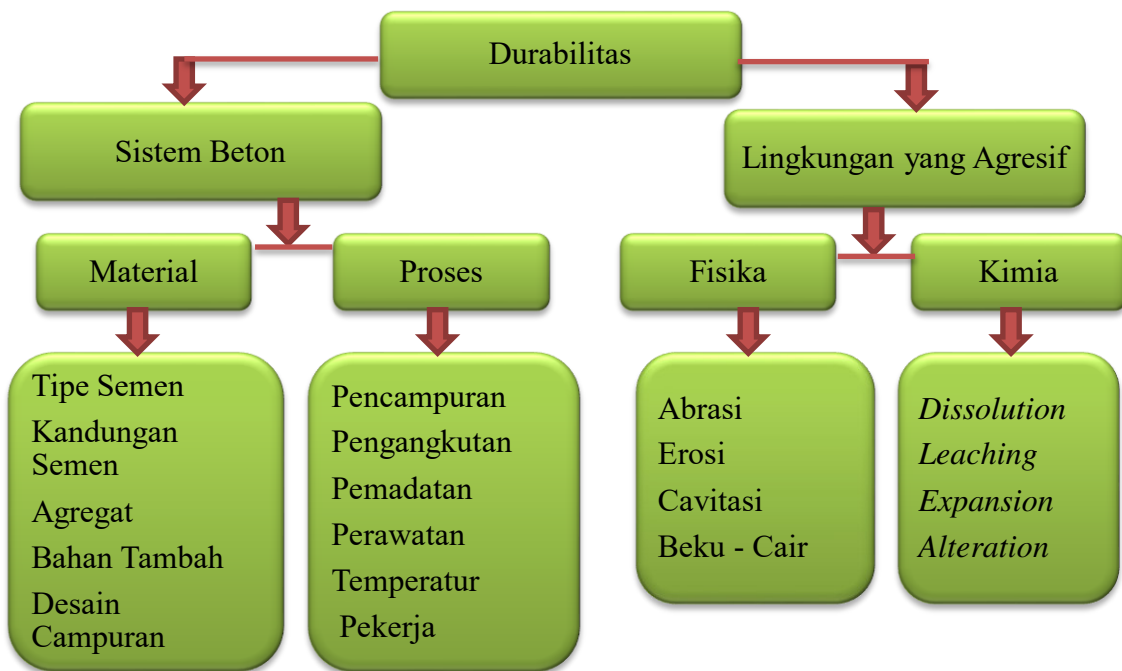 Durabilitas
Sistem Beton
Lingkungan yang Agresif
Material
Proses
Fisika
Kimia
Tipe Semen
Kandungan
Semen
Agregat
Bahan Tambah
Desain
Campuran
Pencampuran
Pengangkutan
Pemadatan
Perawatan
Temperatur
Pekerja
Abrasi
Erosi
Cavitasi
Beku - Cair
Dissolution
Leaching
Expansion
Alteration